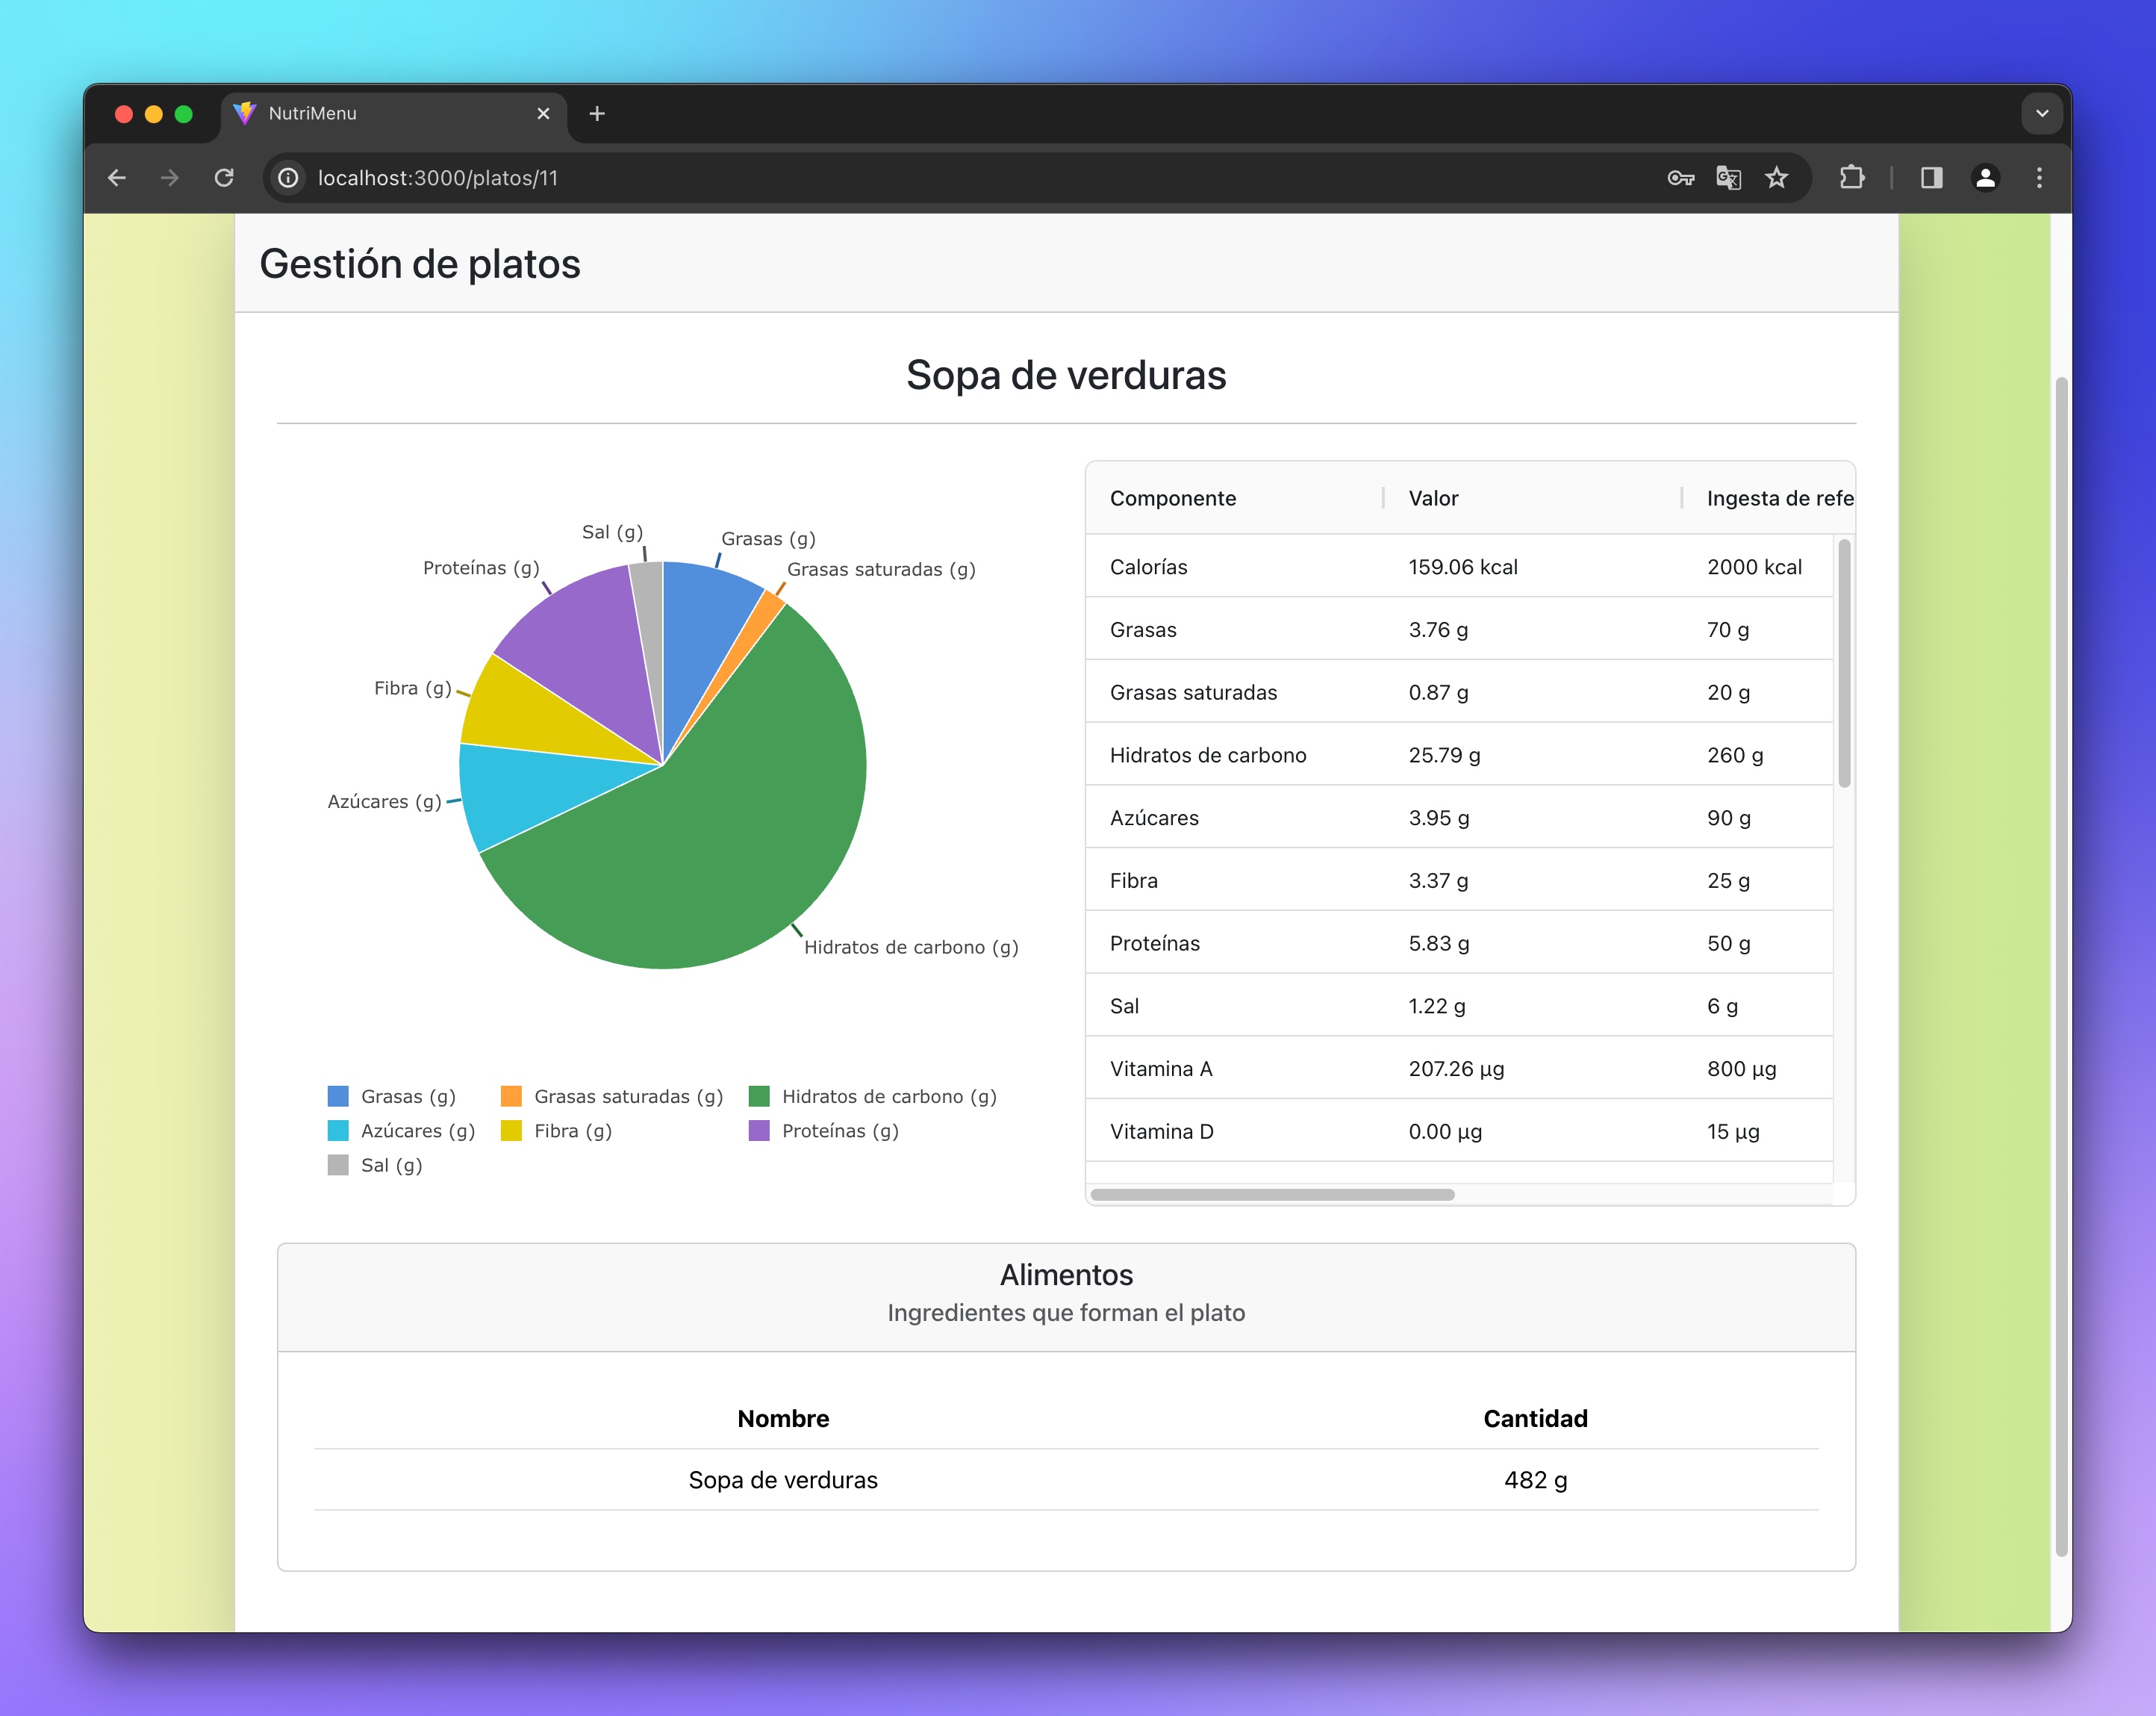 NutriMenu
localhost:3000/platos/11
Gestión de platos
Sopa de verduras
Sal (g)
Grasas (g)
Proteínas (g)
Grasas saturadas (g)
Fibra (g)
Azúcares (g)
Hidratos de carbono (g)
Grasas (g) Grasas saturadas (g) Hidratos de carbono (g)
Azúcares (g) Fibra (g) Proteínas (g)
Sal (g)
Componente Valor Ingesta de refe
Calorías 159.06 kcal 2000 kcal
Grasas 3.76 g 70 g
Grasas saturadas 0.87 g 20 g
Hidratos de carbono 25.79 g 260 g
Azúcares 3.95 g 90 g
Fibra 3.37 g 25 g
Proteínas 5.83 g 50 g
Sal 1.22 g 6 g
Vitamina A 207.26 µg 800 µg
Vitamina D 0.00 µg 15 µg
Alimentos
Ingredientes que forman el plato
Nombre Cantidad
Sopa de verduras 482 g